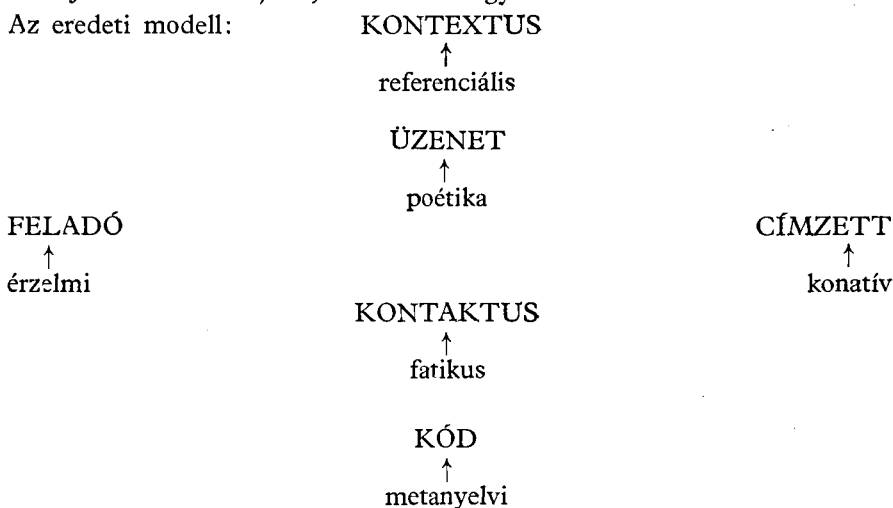 Az eredeti modell: KONTEXTUS
↑
referenciális
ÜZENET
↑
poétika
FELADÓ CÍMZETT
↑ ↑
érzelmi konatív
KONTAKTUS
↑
fatikus
KÓD
↑
metanyelvi